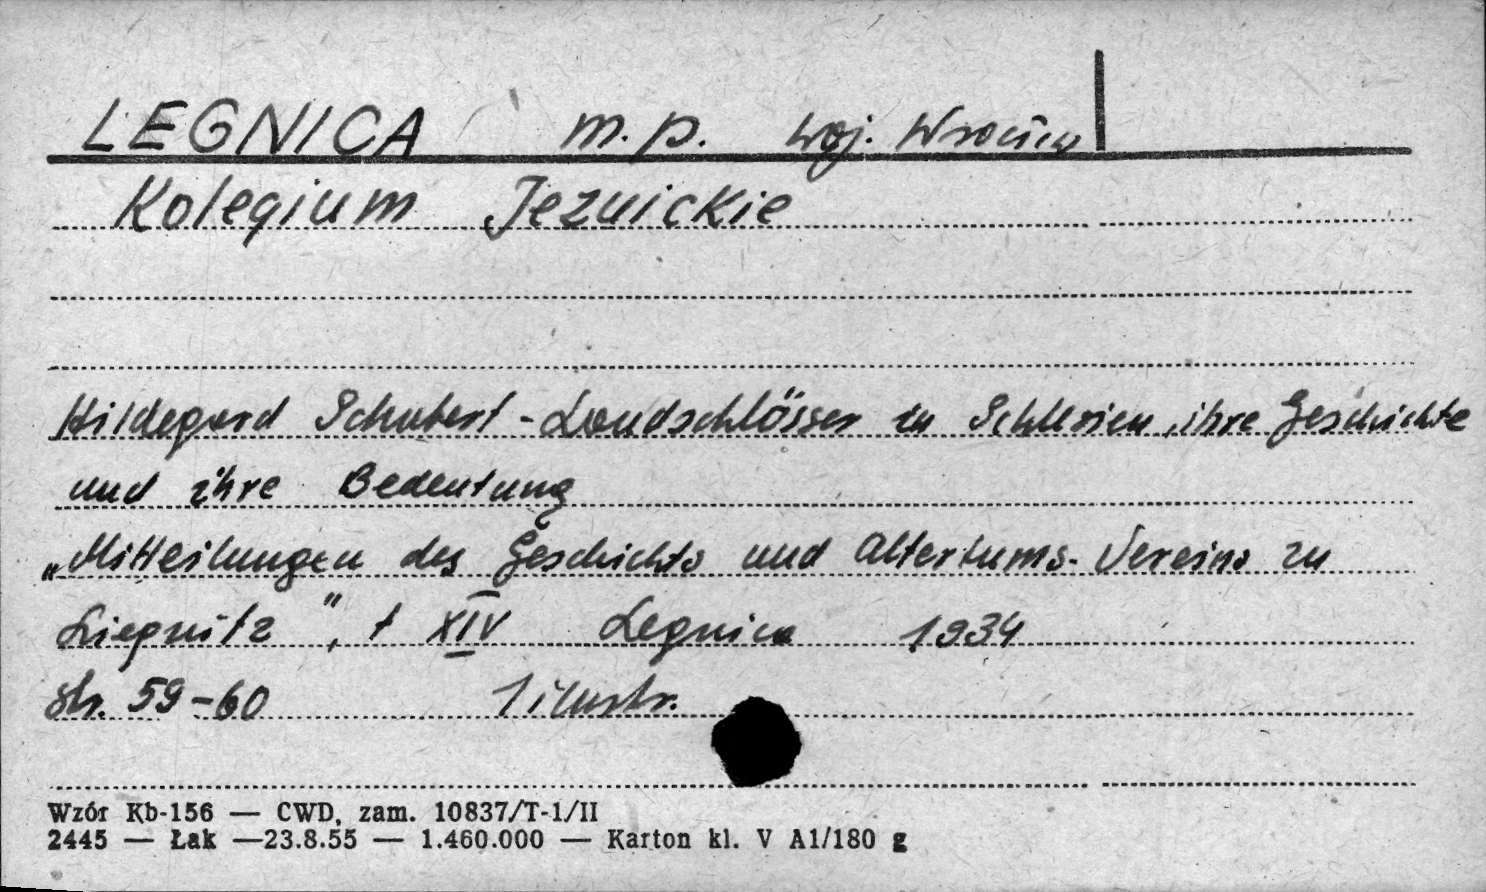 LEGNICA m.p. woj. Wrocław
Kolegium Jezuickie
Hildegard Schubert - Landschlösser in Schlesien, ihre Geschichte
und ihre Bedeutung
„Mitteilungen des Geschichts und Altertums-Vereins zu
Liegnitz", t XIV Legnica 1934
str. 59-60 1 ilustr.
Wzór Kb-156 — CWD, zam. 10837/T-1/II
2445 — Łak —23.8.55 — 1.460.000 — Karton kl. V A1/180 g